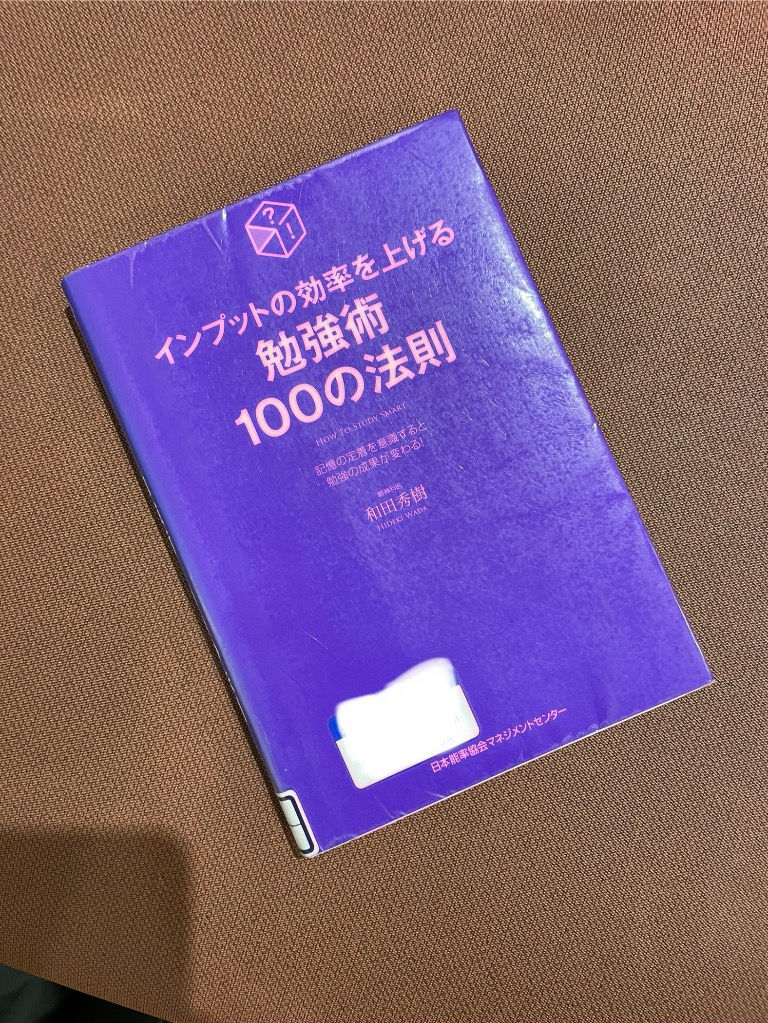 ?
!
インプットの効率を上げる
勉強術
100の法則
HOW TO STUDY SMART
記憶の定着を意識すると
勉強の成果が変わる!
精神科医
和田秀樹
HIDEKI WADA
日本能率協会マネジメントセンター